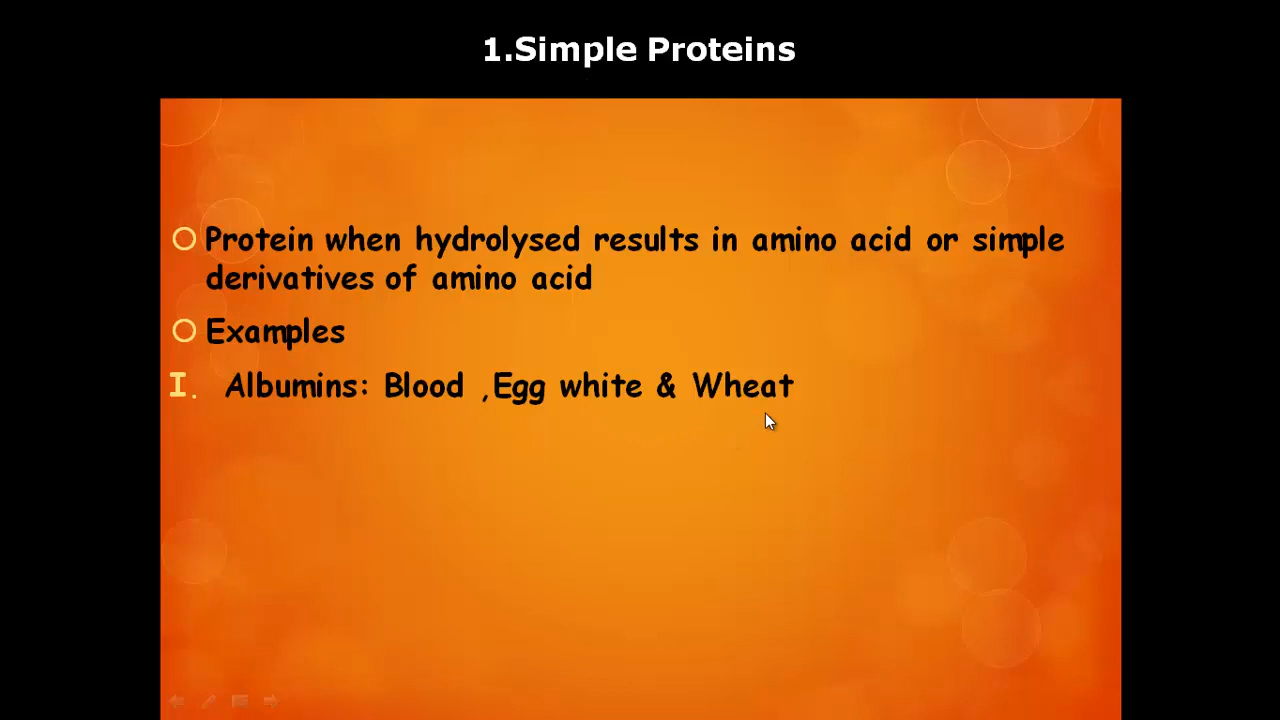 1.Simple Proteins
Protein when hydrolysed results in amino acid or simple
derivatives of amino acid
Examples
I. Albumins: Blood ,Egg white & Wheat